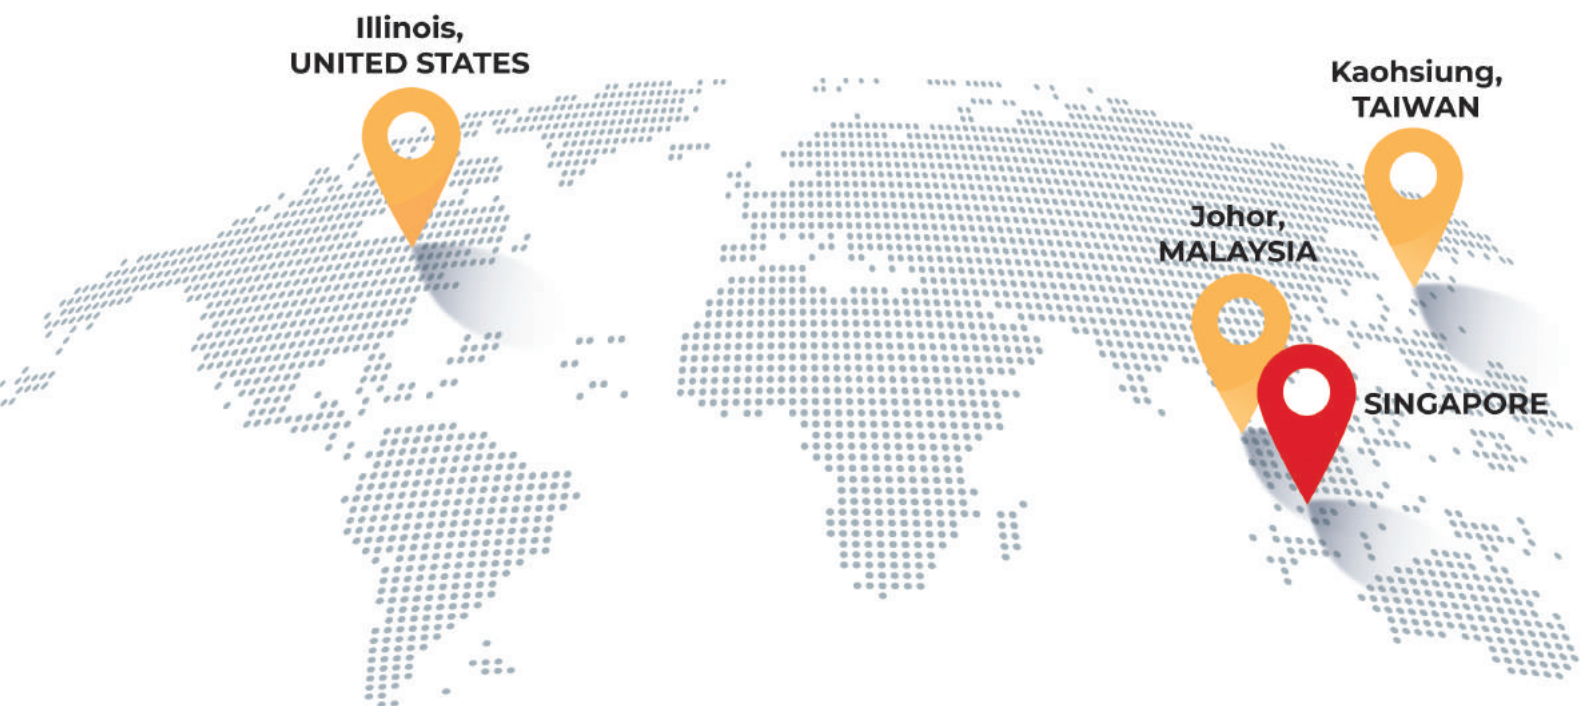 Illinois,
UNITED STATES
Kaohsiung,
TAIWAN
Johor,
MALAYSIA
SINGAPORE